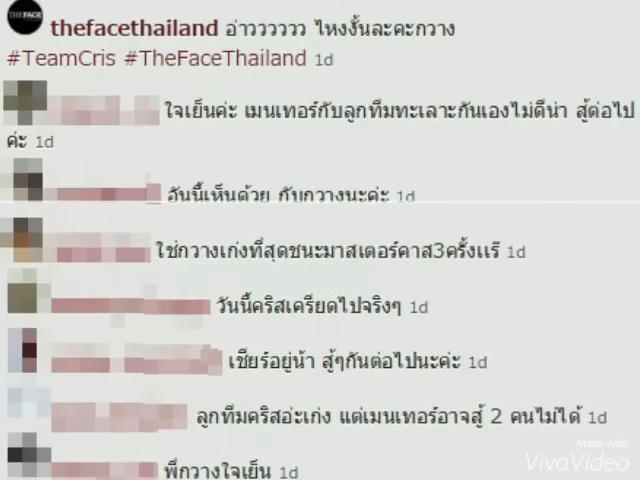 THE FACE
thefacethailand อ่าวววววว ไหงงั้นละคะกวาง
#TeamCris #TheFaceThailand 1d
ใจเย็นค่ะ เมนเทอร์กับลูกทีมทะเลาะกันเองไม่ดีน่า สู้ต่อไป
ค่ะ 1d
อันนี้เห็นด้วย กับกวางนะค่ะ 1d
ใช่กวางเก่งที่สุดชนะมาสเตอร์คาส3ครั้งแร๊ 1d
วันนี้คริสเครียดไปจริงๆ 1d
เชียร์อยู่น้า สู้ๆกันต่อไปนะค่ะ 1d
ลูกทีมคริสอ่ะเก่ง แต่เมนเทอร์อาจสู้ 2 คนไม่ได้ 1d
พี่กวางใจเย็น 1d
Made With
VivaVideo